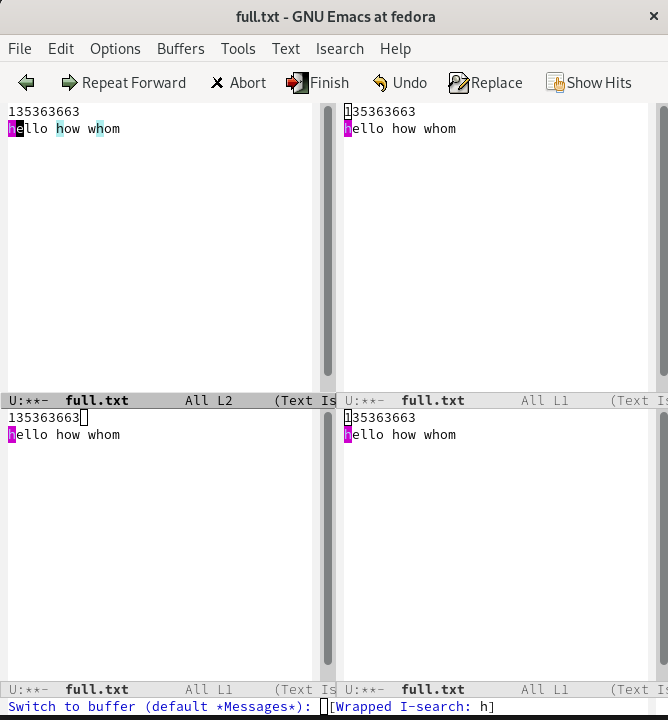 full.txt - GNU Emacs at fedora ×
File Edit Options Buffers Tools Text Isearch Help
Repeat Forward Abort Finish Undo Replace Show Hits
135363663
hello how whom
U:**- full.txt All L2 (Text Is
135363663
hello how whom
U:**- full.txt All L1 (Text Is
135363663
hello how whom
U:**- full.txt All L1 (Text Is
135363663
hello how whom
U:**- full.txt All L1 (Text Is
Switch to buffer (default *Messages*): [Wrapped I-search: h]